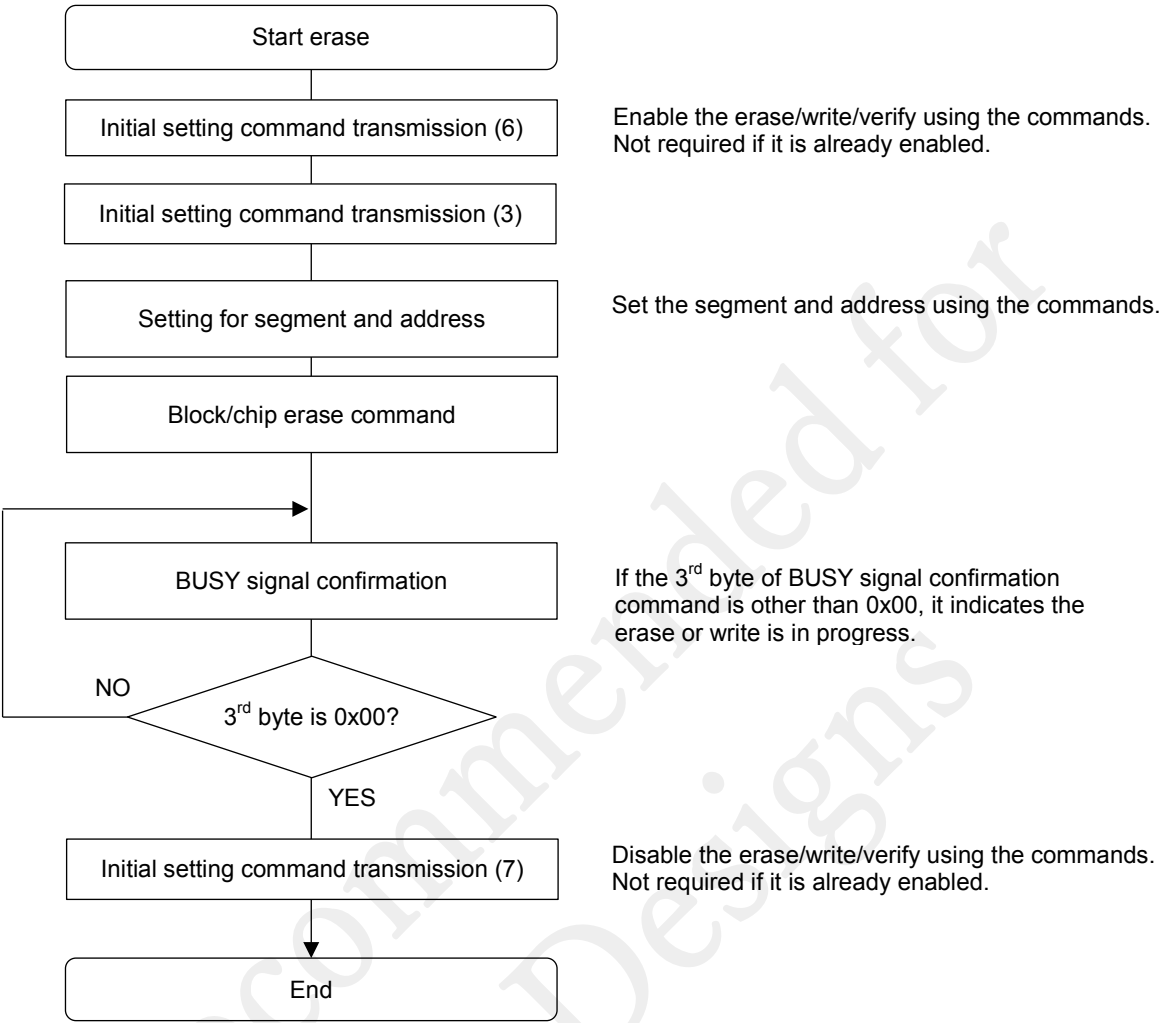 Start erase
Initial setting command transmission (6)
Enable the erase/write/verify using the commands.
Not required if it is already enabled.
Initial setting command transmission (3)
Setting for segment and address
Set the segment and address using the commands.
Block/chip erase command
BUSY signal confirmation
If the 3rd byte of BUSY signal confirmation
command is other than 0x00, it indicates the
erase or write is in progress.
NO
3rd byte is 0x00?
YES
Initial setting command transmission (7)
Disable the erase/write/verify using the commands.
Not required if it is already enabled.
End
ecommended for
Designs